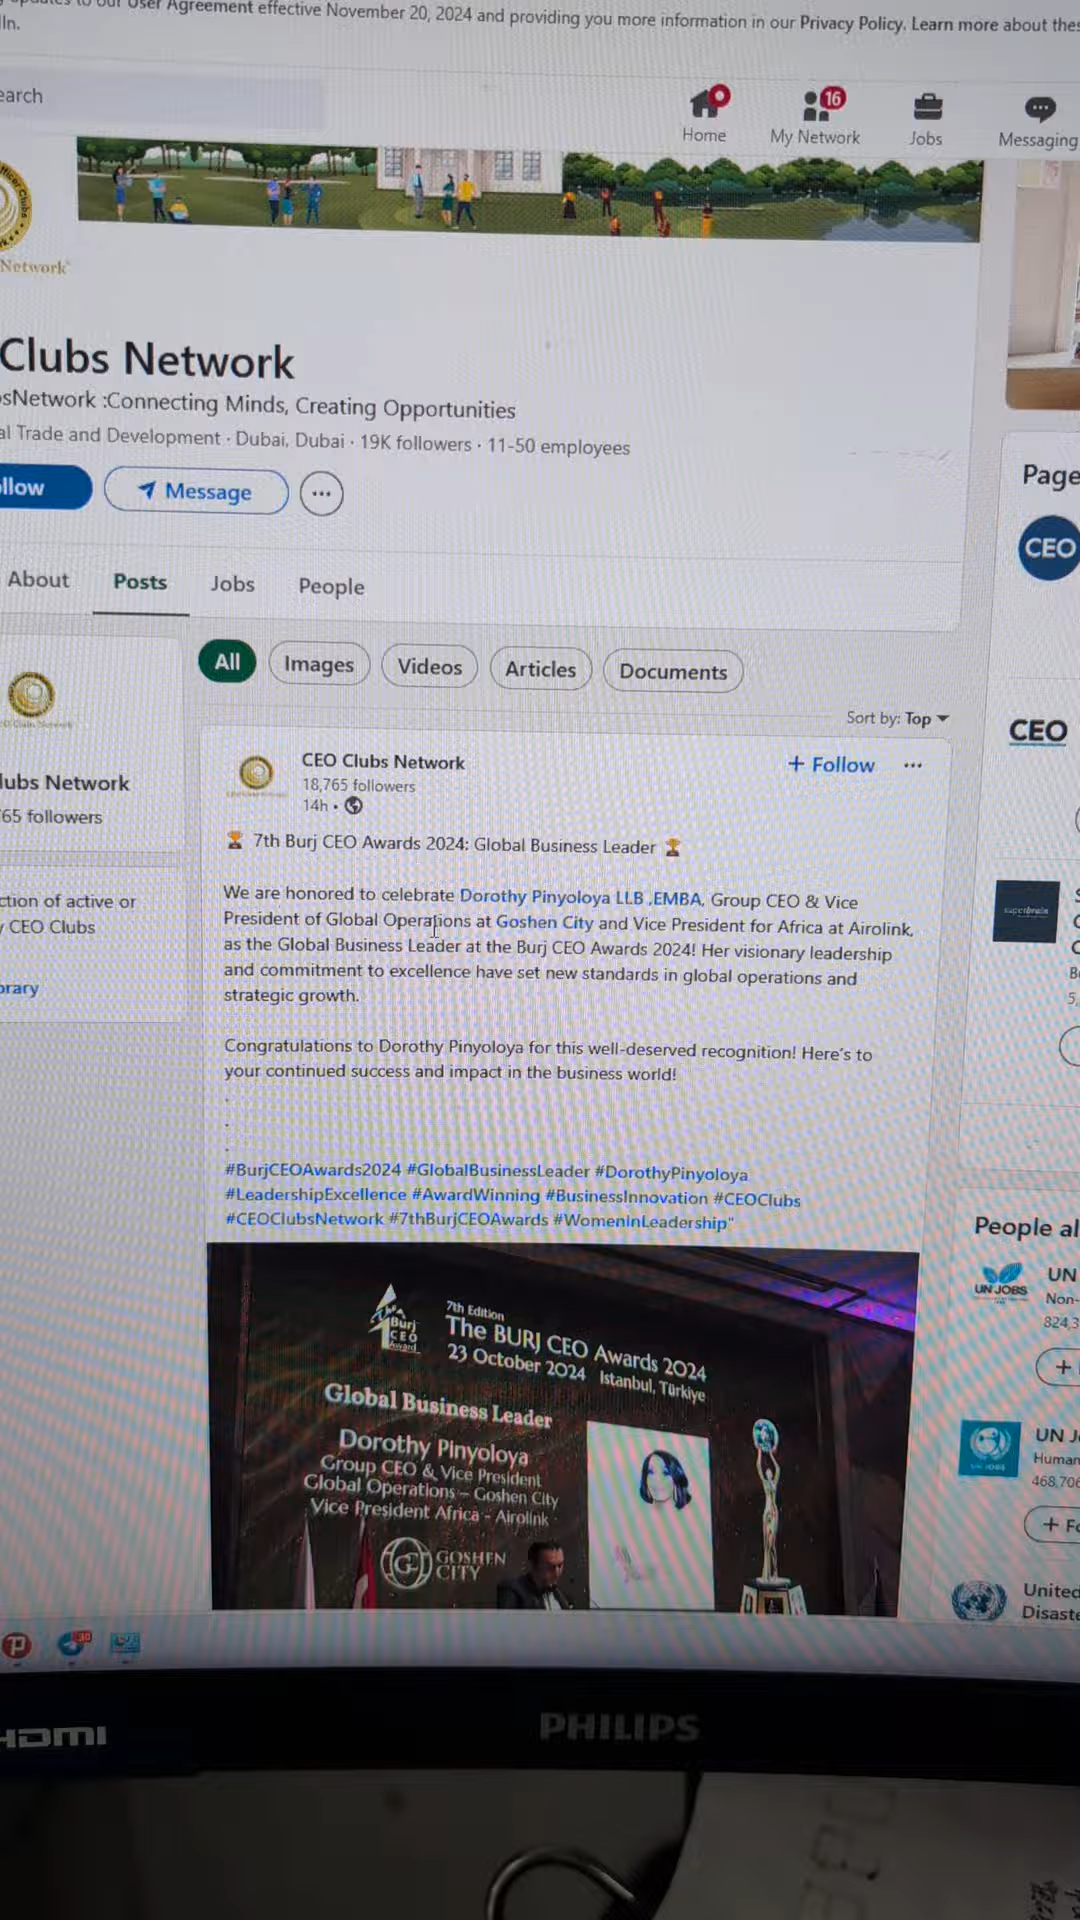 our User Agreement effective November 20, 2024 and providing you more information in our Privacy Policy. Learn more about
In.
earch
Home
16
My Network
Jobs
Messaging
Network
Clubs Network
sNetwork :Connecting Minds, Creating Opportunities
al Trade and Development · Dubai, Dubai · 19K followers · 11-50 employees
llow
Message
About
Posts
Jobs
People
All
Images
Videos
Articles
Documents
Sort by: Top
Page
CEO
CEO
lubs Network
65 followers
ction of active or
CEO Clubs
orary
CEO Clubs Network
18,765 followers
14h •
+ Follow
🏆 7th Burj CEO Awards 2024: Global Business Leader 🏆
We are honored to celebrate Dorothy Pinyoloya LLB ,EMBA, Group CEO & Vice
President of Global Operations at Goshen City and Vice President for Africa at Airolink,
as the Global Business Leader at the Burj CEO Awards 2024! Her visionary leadership
and commitment to excellence have set new standards in global operations and
strategic growth.
Congratulations to Dorothy Pinyoloya for this well-deserved recognition! Here's to
your continued success and impact in the business world!
.
.
.
#BurjCEOAwards2024 #GlobalBusinessLeader #DorothyPinyoloya
#LeadershipExcellence #AwardWinning #BusinessInnovation #CEOClubs
#CEOClubsNetwork #7thBurjCEOAwards #WomenInLeadership"
superbrain
People al
UN JOBS
UN
Non-
824,3
UN J
Human
468,706
+ Fo
United
Disaste
Burj
CEO
Award
7th Edition
The BURJ CEO Awards 2024
23 October 2024 Istanbul, Türkiye
Global Business Leader
Dorothy Pinyoloya
Group CEO & Vice President
Global Operations – Goshen City
Vice President Africa - Airolink
GOSHEN
CITY
30
HDMI
PHILIPS